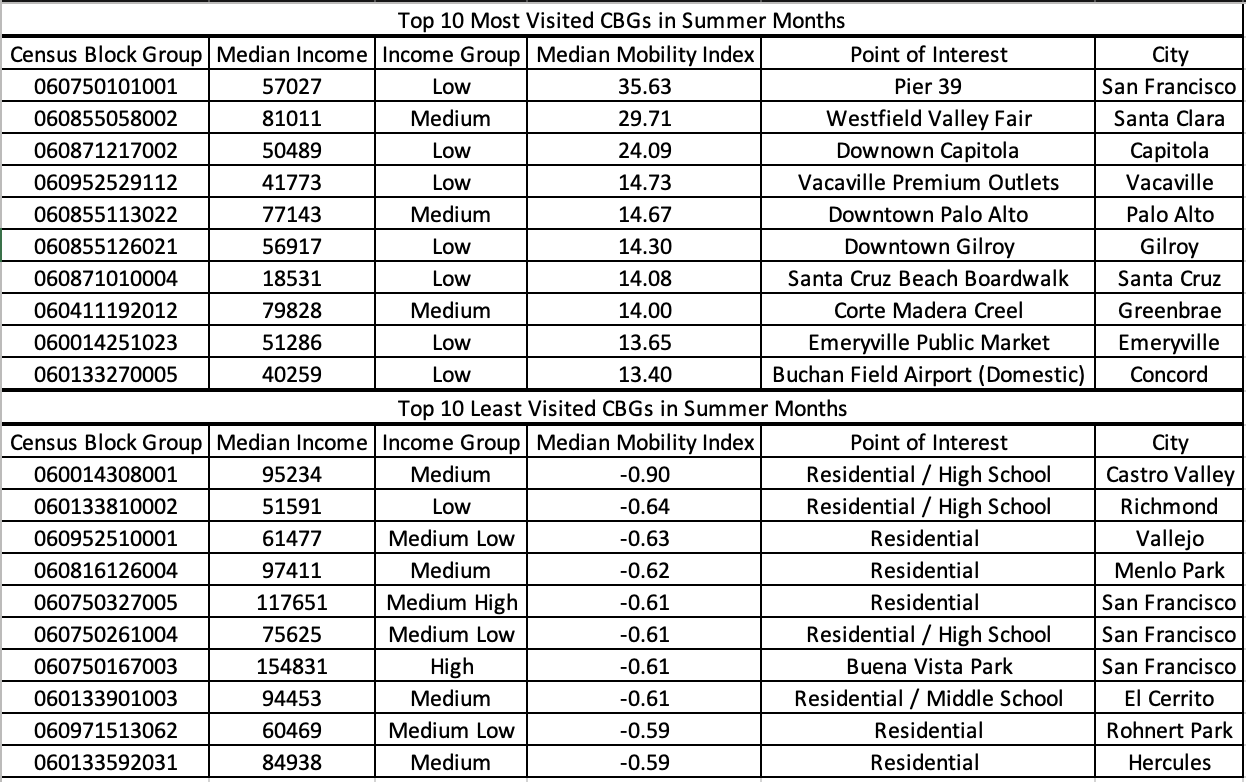 Top 10 Most Visited CBGs in Summer Months
Census Block Group Median Income Income Group Median Mobility Index Point of Interest City
060750101001 57027 Low 35.63 Pier 39 San Francisco
060855058002 81011 Medium 29.71 Westfield Valley Fair Santa Clara
060871217002 50489 Low 24.09 Downown Capitola Capitola
060952529112 41773 Low 14.73 Vacaville Premium Outlets Vacaville
060855113022 77143 Medium 14.67 Downtown Palo Alto Palo Alto
060855126021 56917 Low 14.30 Downtown Gilroy Gilroy
060871010004 18531 Low 14.08 Santa Cruz Beach Boardwalk Santa Cruz
060411192012 79828 Medium 14.00 Corte Madera Creel Greenbrae
060014251023 51286 Low 13.65 Emeryville Public Market Emeryville
060133270005 40259 Low 13.40 Buchan Field Airport (Domestic) Concord
Top 10 Least Visited CBGs in Summer Months
Census Block Group Median Income Income Group Median Mobility Index Point of Interest City
060014308001 95234 Medium -0.90 Residential / High School Castro Valley
060133810002 51591 Low -0.64 Residential / High School Richmond
060952510001 61477 Medium Low -0.63 Residential Vallejo
060816126004 97411 Medium -0.62 Residential Menlo Park
060750327005 117651 Medium High -0.61 Residential San Francisco
060750261004 75625 Medium Low -0.61 Residential / High School San Francisco
060750167003 154831 High -0.61 Buena Vista Park San Francisco
060133901003 94453 Medium -0.61 Residential / Middle School El Cerrito
060971513062 60469 Medium Low -0.59 Residential Rohnert Park
060133592031 84938 Medium -0.59 Residential Hercules